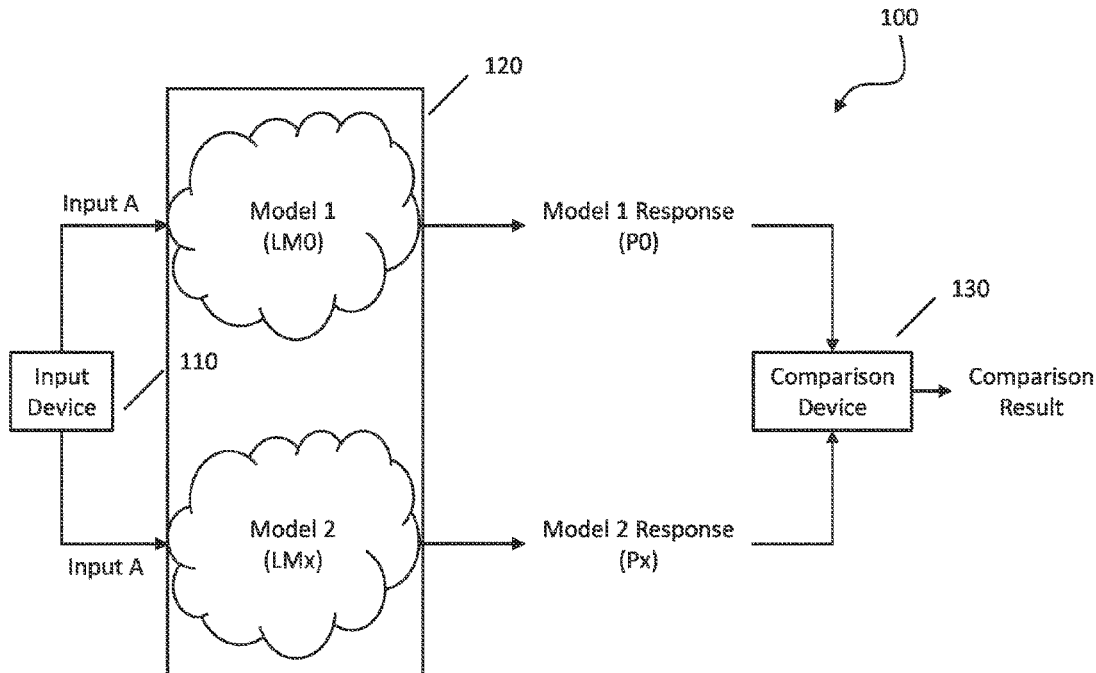 100
120
Input A
Model 1
(LM0)
Model 1 Response
(P0)
130
110
Input
Device
Comparison
Device
Comparison
Result
Model 2
(LMx)
Model 2 Response
(Px)
Input A